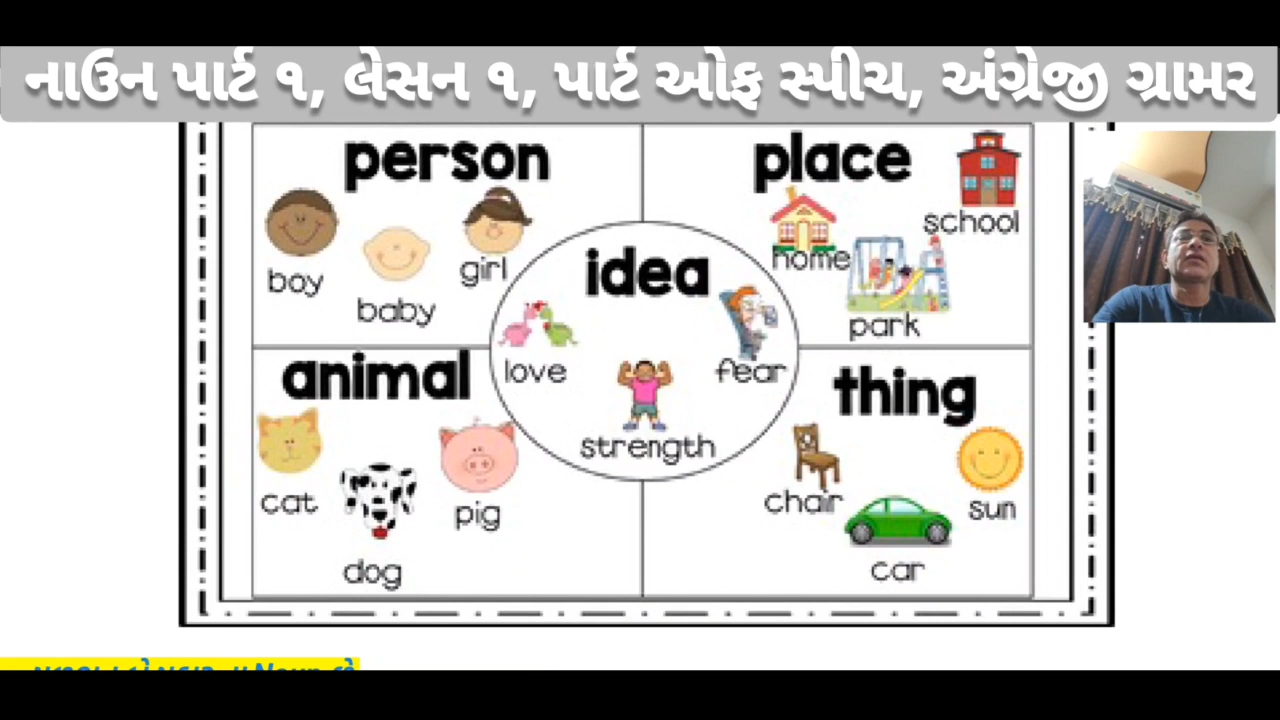 નાઉન પાર્ટ ૧, લેસન ૧, પાર્ટ ઓફ સ્પીચ, અંગ્રેજી ગ્રામર
person
boy
baby
girl
place
home
school
park
idea
love
strength
fear
animal
cat
dog
pig
thing
chair
car
sun
Noun છે